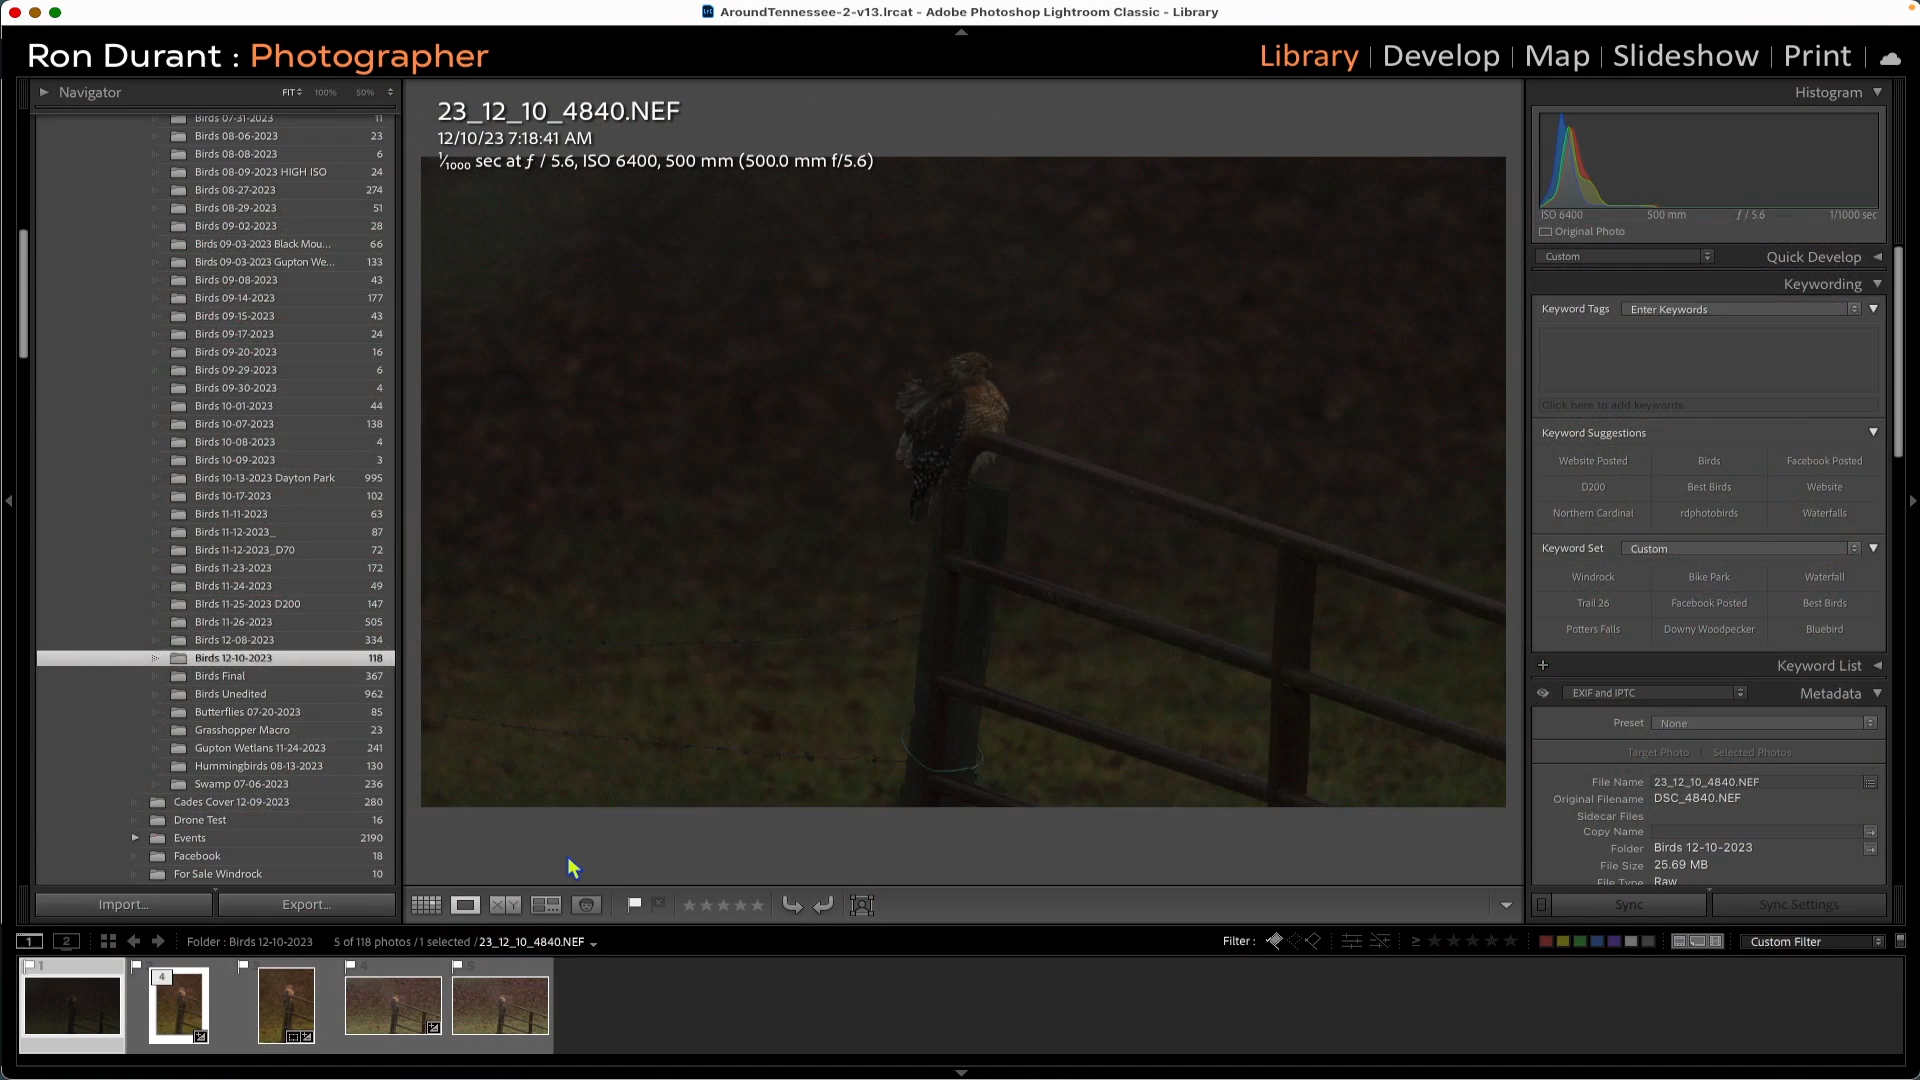 AroundTennessee-2-v13.lrcat - Adobe Photoshop Lightroom Classic - Library
Ron Durant : Photographer
Library | Develop | Map | Slideshow | Print
Navigator FIT 100% 50%
Birds 07-31-2023 11
Birds 08-06-2023 23
Birds 08-08-2023 6
Birds 08-09-2023 HIGH ISO 24
Birds 08-27-2023 274
Birds 08-29-2023 51
Birds 09-02-2023 28
Birds 09-03-2023 Black Mou... 66
Birds 09-03-2023 Gupton We... 133
Birds 09-08-2023 43
Birds 09-14-2023 177
Birds 09-15-2023 43
Birds 09-17-2023 24
Birds 09-20-2023 16
Birds 09-29-2023 6
Birds 09-30-2023 4
Birds 10-01-2023 44
Birds 10-07-2023 138
Birds 10-08-2023 4
Birds 10-09-2023 3
Birds 10-13-2023 Dayton Park 995
Birds 10-17-2023 102
Birds 11-11-2023 63
Birds 11-12-2023_ 87
Birds 11-12-2023_D70 72
Birds 11-23-2023 172
Birds 11-24-2023 49
Birds 11-25-2023 D200 147
Birds 11-26-2023 505
Birds 12-08-2023 334
Birds 12-10-2023 118
Birds Final 367
Birds Unedited 962
Butterflies 07-20-2023 85
Grasshopper Macro 23
Gupton Wetlans 11-24-2023 241
Hummingbirds 08-13-2023 130
Swamp 07-06-2023 236
Cades Cover 12-09-2023 280
Drone Test 16
Events 2190
Facebook 18
For Sale Windrock 10
Import... Export...
23_12_10_4840.NEF
12/10/23 7:18:41 AM
1/1000 sec at ƒ / 5.6, ISO 6400, 500 mm (500.0 mm f/5.6)
Histogram
ISO 6400 500 mm ƒ / 5.6 1/1000 sec
Original Photo
Custom Quick Develop
Keywording
Keyword Tags Enter Keywords
Click here to add keywords
Keyword Suggestions
Website Posted Birds Facebook Posted
D200 Best Birds Website
Northern Cardinal rdphotobirds Waterfalls
Keyword Set Custom
Windrock Bike Park Waterfall
Trail 26 Facebook Posted Best Birds
Potters Falls Downy Woodpecker Bluebird
+ Keyword List
EXIF and IPTC Metadata
Preset None
Target Photo Selected Photos
File Name 23_12_10_4840.NEF
Original Filename DSC_4840.NEF
Sidecar Files
Copy Name
Folder Birds 12-10-2023
File Size 25.69 MB
File Type Raw
Sync Sync Settings
X Y
1 2 Folder : Birds 12-10-2023 5 of 118 photos / 1 selected / 23_12_10_4840.NEF Filter : ≥ Custom Filter
1 4 4 5